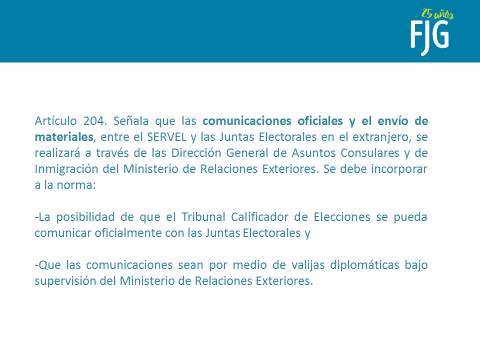 25 años
FJG
Artículo 204. Señala que las comunicaciones oficiales y el envío de
materiales, entre el SERVEL y las Juntas Electorales en el extranjero, se
realizará a través de las Dirección General de Asuntos Consulares y de
Inmigración del Ministerio de Relaciones Exteriores. Se debe incorporar
a la norma:
-La posibilidad de que el Tribunal Calificador de Elecciones se pueda
comunicar oficialmente con las Juntas Electorales y
-Que las comunicaciones sean por medio de valijas diplomáticas bajo
supervisión del Ministerio de Relaciones Exteriores.